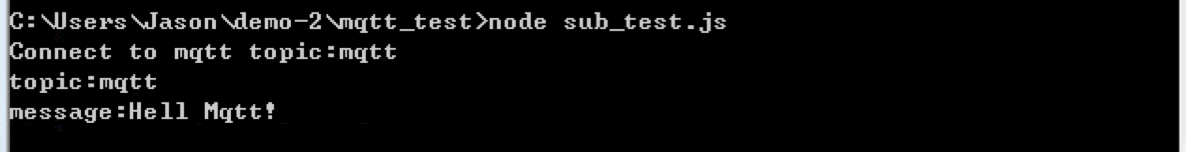 C:\Users\Jason\demo-2\mqtt_test>node sub_test.js
Connect to mqtt topic:mqtt
topic:mqtt
message:Hell Mqtt!